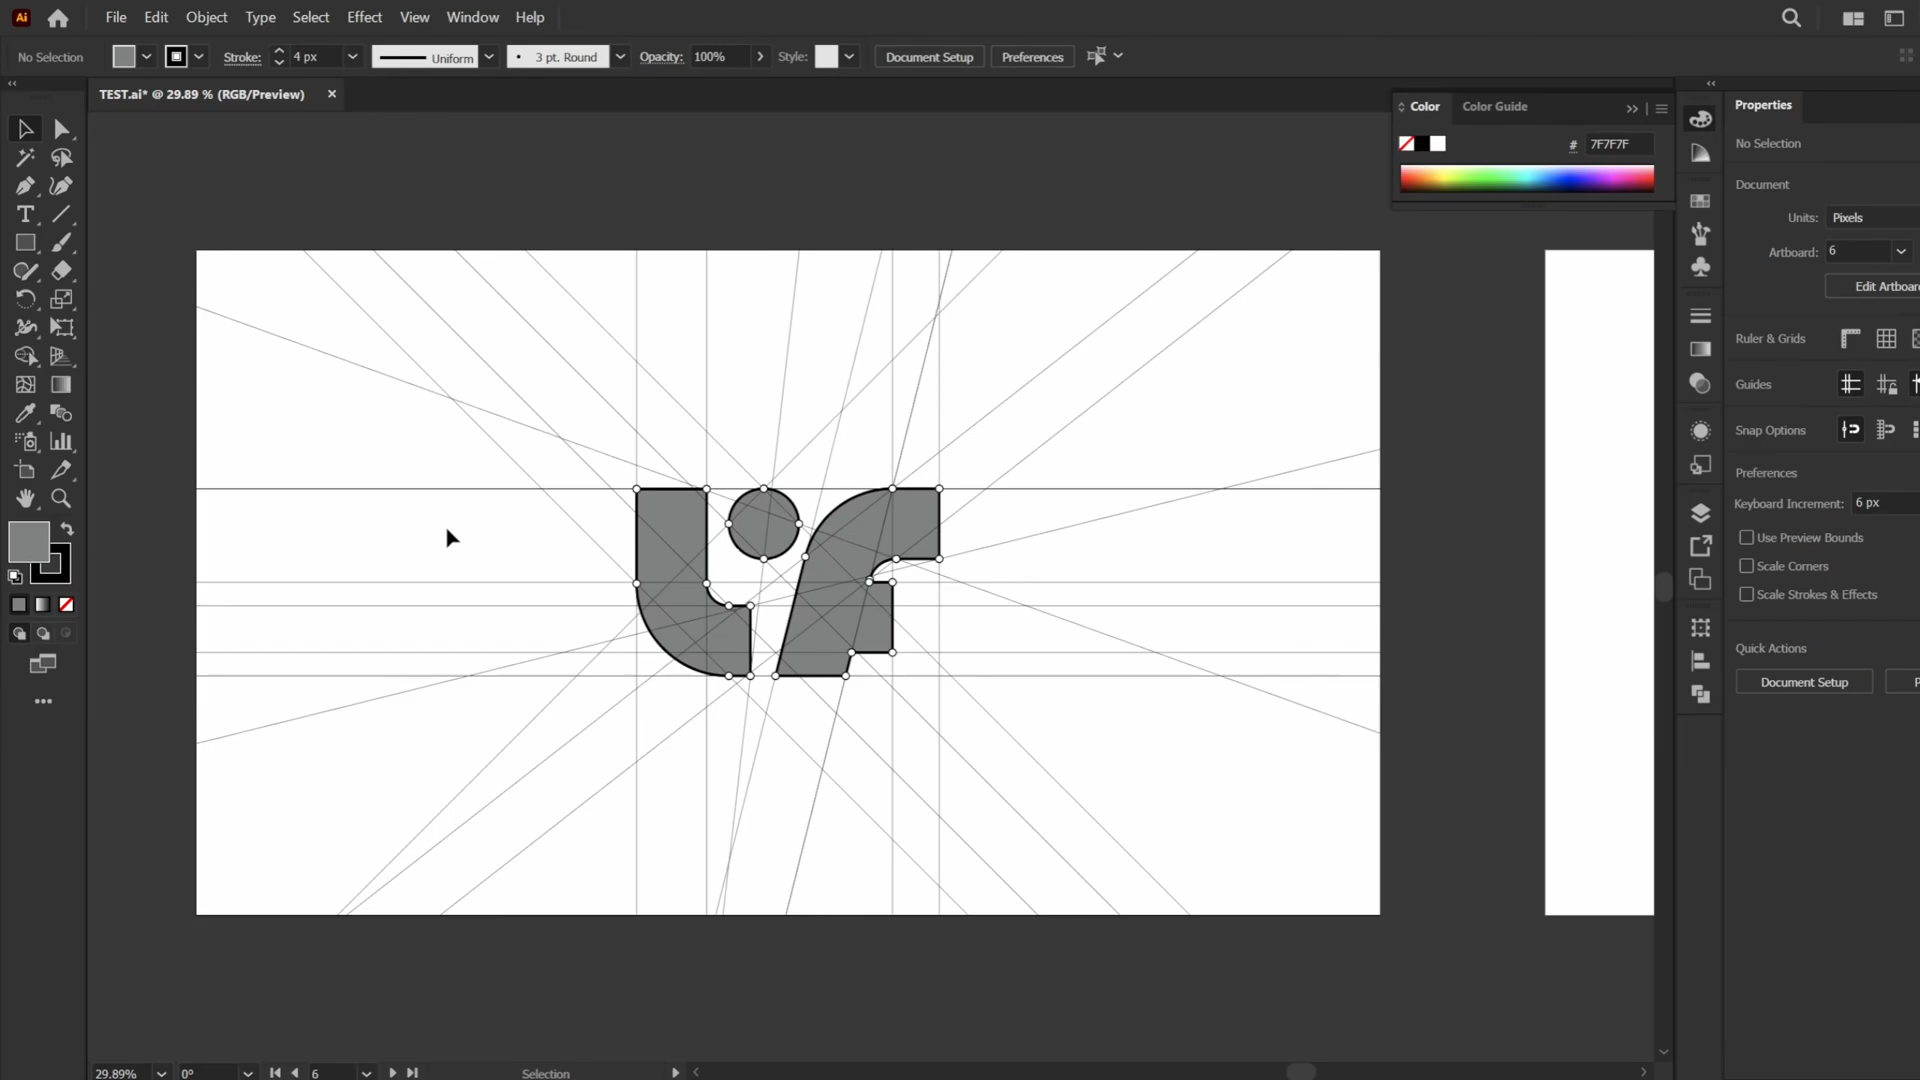 Ai File Edit Object Type Select Effect View Window Help
No Selection Stroke: 4 px Uniform 3 pt. Round Opacity: 100% Style: Document Setup Preferences
TEST.ai* @ 29.89 % (RGB/Preview)
Color Color Guide
# 7F7F7F
Properties
No Selection
Document
Units: Pixels
Artboard: 6
Edit Artboar
Ruler & Grids
Guides
Snap Options
Preferences
Keyboard Increment: 6 px
Use Preview Bounds
Scale Corners
Scale Strokes & Effects
Quick Actions
Document Setup P
29.89% 0° 6 Selection